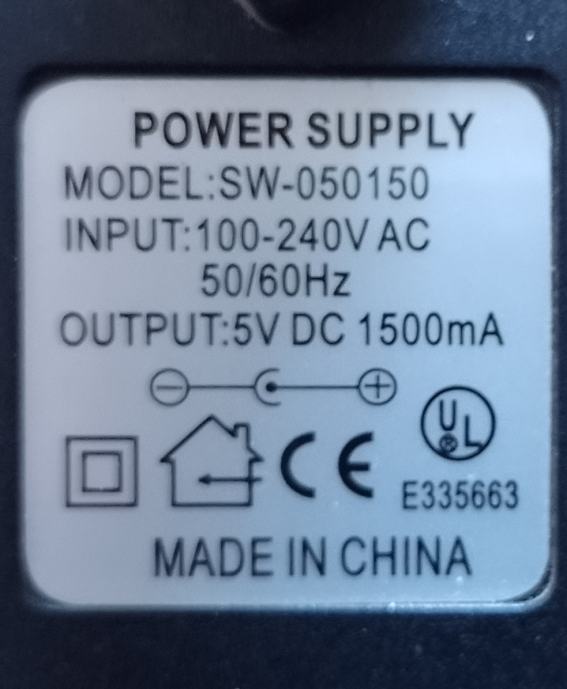 POWER SUPPLY
MODEL:SW-050150
INPUT:100-240V AC
50/60Hz
OUTPUT:5V DC 1500mA
CE
UL
®
E335663
MADE IN CHINA